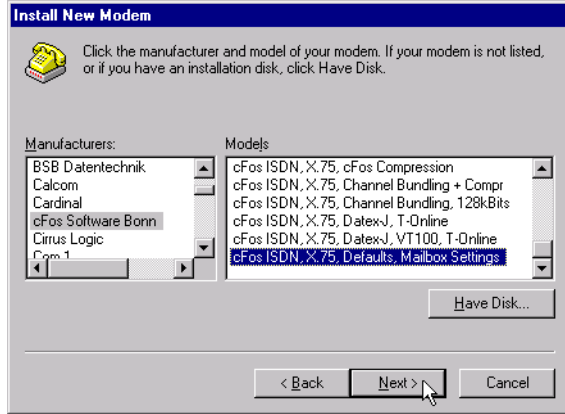 Install New Modem
Click the manufacturer and model of your modem. If your modem is not listed,
or if you have an installation disk, click Have Disk.
Manufacturers:
BSB Datentechnik
Calcom
Cardinal
cFos Software Bonn
Cirrus Logic
Com 1
Models
cFos ISDN, X.75, cFos Compression
cFos ISDN, X.75, Channel Bundling + Compr
cFos ISDN, X.75, Channel Bundling, 128kBits
cFos ISDN, X.75, Datex-J, T-Online
cFos ISDN, X.75, Datex-J, VT100, T-Online
cFos ISDN, X.75, Defaults, Mailbox Settings
Have Disk...
< Back
Next >
Cancel